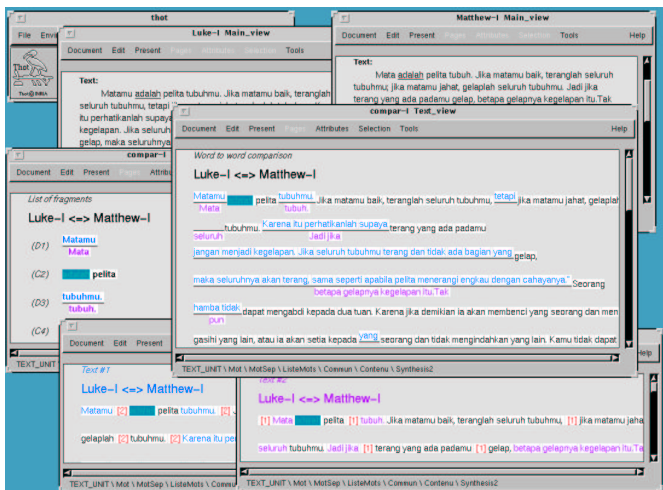 thot
File Envi
Thot@INRIA
Luke-I Main_view
Document Edit Present Pages Attributes Selection Tools
Text:
Matamu adalah pelita tubuhmu. Jika matamu baik, teranglah
seluruh tubuhmu, tetapi
itu perhatikanlah supaya
kegelapan. Jika seluruh
gelap, maka seluruhnya
Matthew-I Main_view
Document Edit Present Pages Attributes Selection Tools Help
Text:
Mata adalah pelita tubuh. Jika matamu baik, teranglah seluruh
tubuhmu; jika matamu jahat, gelaplah seluruh tubuhmu. Jadi jika
terang yang ada padamu gelap, betapa gelapnya kegelapan itu.Tak
compar-I Text_view
Document Edit Present Pages Attributes Selection Tools Help
Word to word comparison
Luke-I <=> Matthew-I
Matamu pelita tubuhmu. Jika matamu baik, teranglah seluruh tubuhmu, tetapi jika matamu jahat, gelaplah
Mata tubuh.
tubuhmu. Karena itu perhatikanlah supaya terang yang ada padamu
seluruh Jadi jika
jangan menjadi kegelapan. Jika seluruh tubuhmu terang dan tidak ada bagian yang gelap,
maka seluruhnya akan terang, sama seperti apabila pelita menerangi engkau dengan cahayanya." Seorang
betapa gelapnya kegelapan itu.Tak
hamba tidak dapat mengabdi kepada dua tuan. Karena jika demikian ia akan membenci yang seorang dan men
pun
gasihi yang lain, atau ia akan setia kepada yang seorang dan tidak mengindahkan yang lain. Kamu tidak dapat
TEXT_UNIT \ Mot \ MotSep \ ListeMots \ Commun \ Contenu \ Synthesis2
compar-I
Document Edit Present Pages Attribu
List of fragments
Luke-I <=> Matthew-I
(D1) Matamu
Mata
(C2) pelita
(D3) tubuhmu.
tubuh.
(C4)
TEXT_UNIT
Document Edit Present
Text #1
Luke-I <=> Matthew-I
Matamu [2] pelita tubuhmu. [2]
gelaplah [2] tubuhmu. [2] Karena itu pe
TEXT_UNIT \ Mot \ MotSep \ ListeMots \ Commu
Help
Text #2
Luke-I <=> Matthew-I
[1] Mata pelita [1] tubuh. Jika matamu baik, teranglah seluruh tubuhmu, [1] jika matamu jaha
seluruh tubuhmu, Jadi jika [1] terang yang ada padamu [1] gelap, betapa gelapnya kegelapan itu.Ta
TEXT_UNIT \ Mot \ MotSep \ ListeMots \ Commun \ Contenu \ Synthesis2